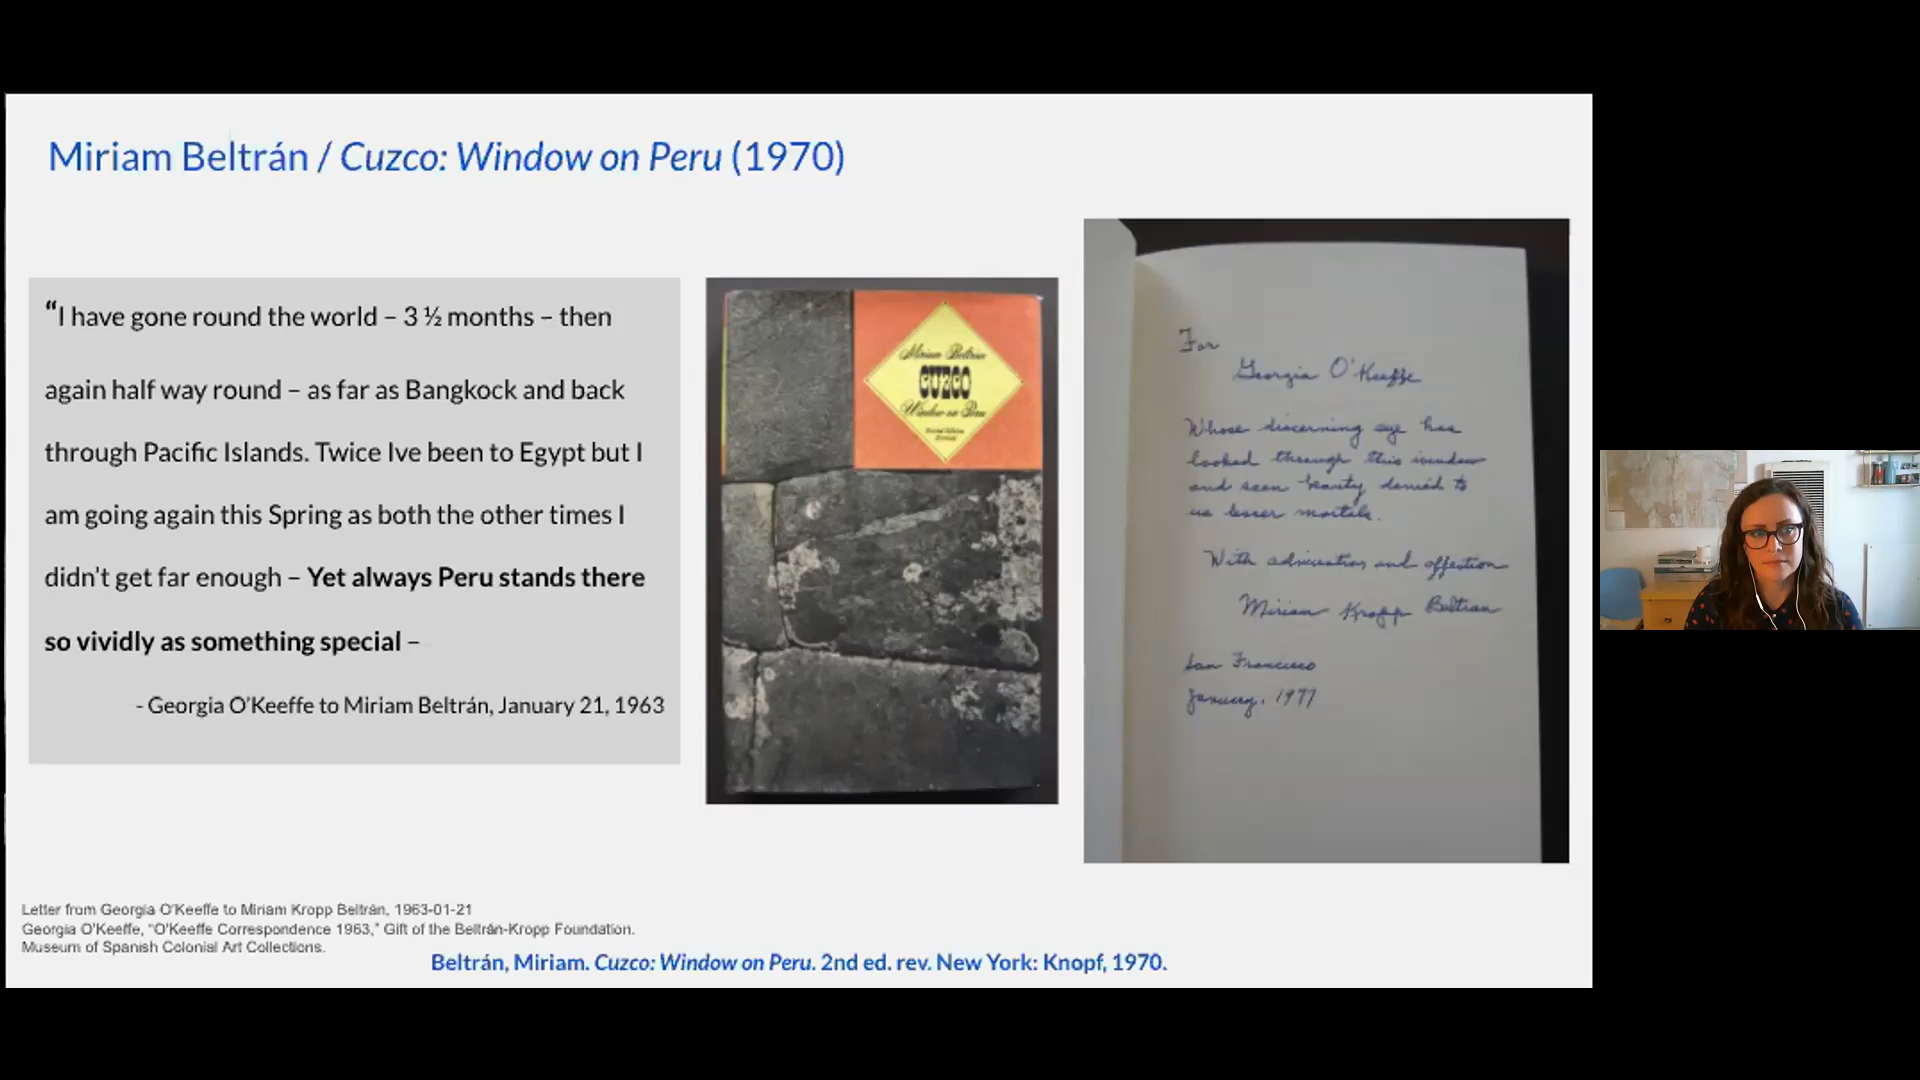 Miriam Beltrán / Cuzco: Window on Peru (1970)
“I have gone round the world – 3 ½ months – then
again half way round – as far as Bangkock and back
through Pacific Islands. Twice Ive been to Egypt but I
am going again this Spring as both the other times I
didn’t get far enough – Yet always Peru stands there
so vividly as something special –
- Georgia O’Keeffe to Miriam Beltrán, January 21, 1963
Miriam Beltrán
CUZCO
Window on Peru
Second Edition
Revised
For
Georgia O'Keeffe
Whose discerning eye has
looked through this window
and seen beauty denied to
us lesser mortals.
With admiration and affection
Miriam Kropp Beltran
San Francisco
January, 1977
Letter from Georgia O’Keeffe to Miriam Kropp Beltrán, 1963-01-21
Georgia O’Keeffe, “O’Keeffe Correspondence 1963,” Gift of the Beltrán-Kropp Foundation.
Museum of Spanish Colonial Art Collections.
Beltrán, Miriam. Cuzco: Window on Peru. 2nd ed. rev. New York: Knopf, 1970.